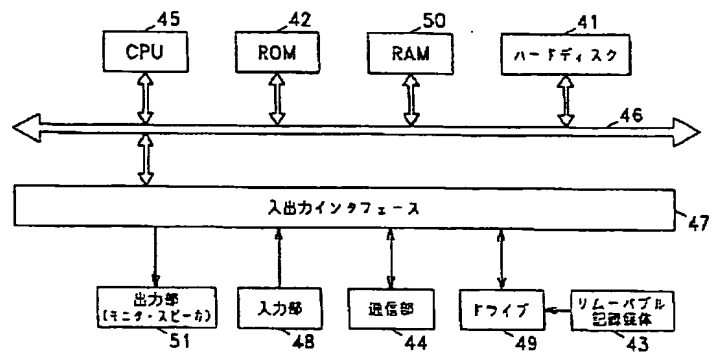 45
42
50
41
CPU
ROM
RAM
ハードディスク
46
入出力インタフェース
47
出力部
(モニタ・スピーカ)
入力部
通信部
ドライブ
リムーバブル
記録媒体
51
48
44
49
43